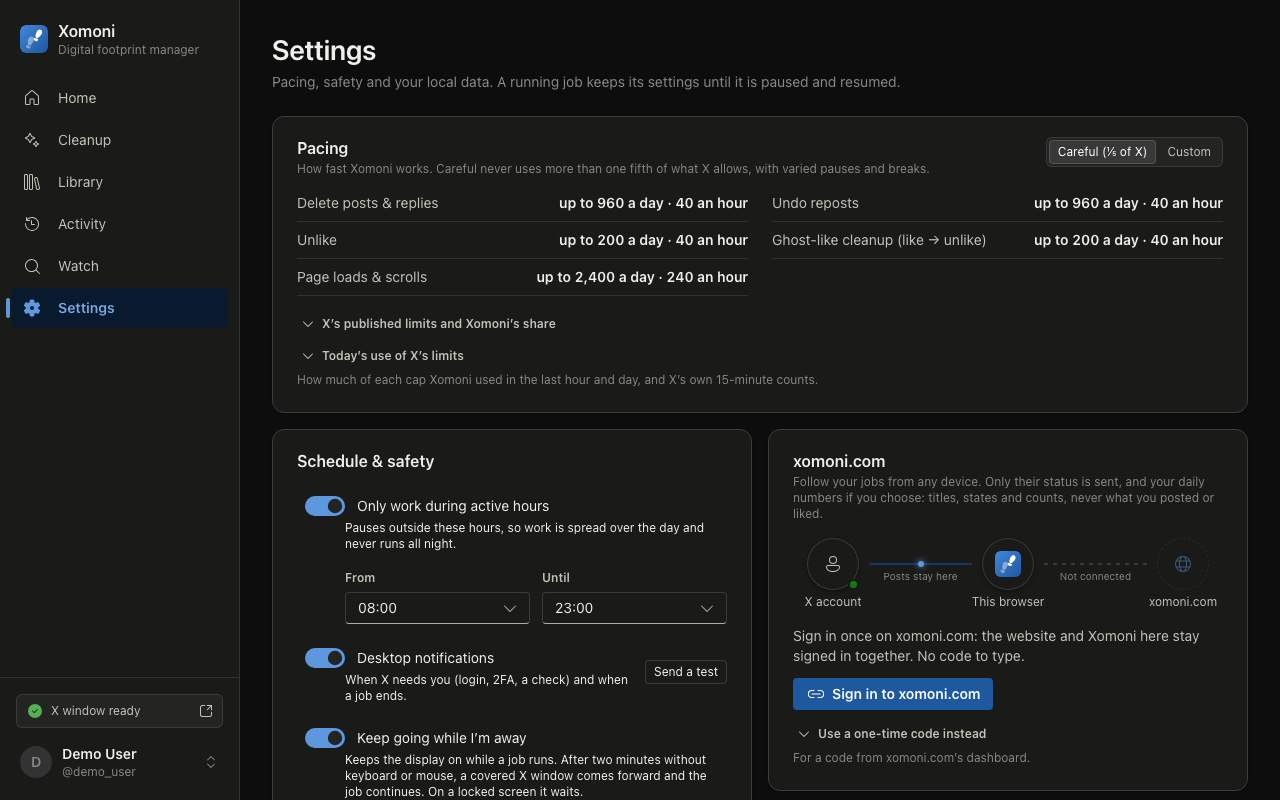 Xomoni
Digital footprint manager
Home
Cleanup
Library
Activity
Watch
Settings
X window ready
D
Demo User
@demo_user
Settings
Pacing, safety and your local data. A running job keeps its settings until it is paused and resumed.
Pacing
How fast Xomoni works. Careful never uses more than one fifth of what X allows, with varied pauses and breaks.
Careful (⅕ of X)
Custom
Delete posts & replies
up to 960 a day · 40 an hour
Undo reposts
up to 960 a day · 40 an hour
Unlike
up to 200 a day · 40 an hour
Ghost-like cleanup (like → unlike)
up to 200 a day · 40 an hour
Page loads & scrolls
up to 2,400 a day · 240 an hour
X’s published limits and Xomoni’s share
Today’s use of X’s limits
How much of each cap Xomoni used in the last hour and day, and X’s own 15-minute counts.
Schedule & safety
Only work during active hours
Pauses outside these hours, so work is spread over the day and
never runs all night.
From
Until
08:00
23:00
Desktop notifications
When X needs you (login, 2FA, a check) and when
a job ends.
Send a test
Keep going while I’m away
Keeps the display on while a job runs. After two minutes without
keyboard or mouse, a covered X window comes forward and the
job continues. On a locked screen it waits.
xomoni.com
Follow your jobs from any device. Only their status is sent, and your daily
numbers if you choose: titles, states and counts, never what you posted or
liked.
Posts stay here
Not connected
X account
This browser
xomoni.com
Sign in once on xomoni.com: the website and Xomoni here stay
signed in together. No code to type.
Sign in to xomoni.com
Use a one-time code instead
For a code from xomoni.com’s dashboard.